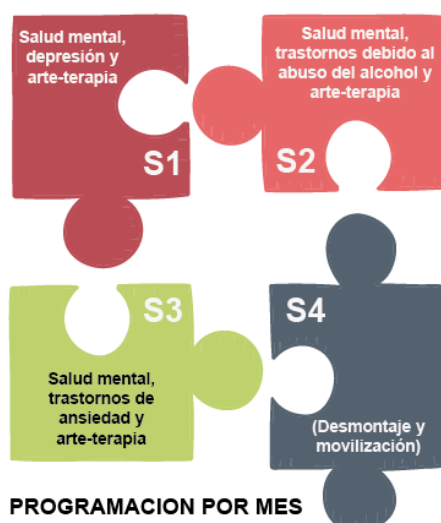 Salud mental,
depresión y
arte-terapia
S1
Salud mental,
trastornos debido al
abuso del alcohol y
arte-terapia
S2
S3
Salud mental,
trastornos de
ansiedad y
arte-terapia
S4
(Desmontaje y
movilización)
PROGRAMACION POR MES